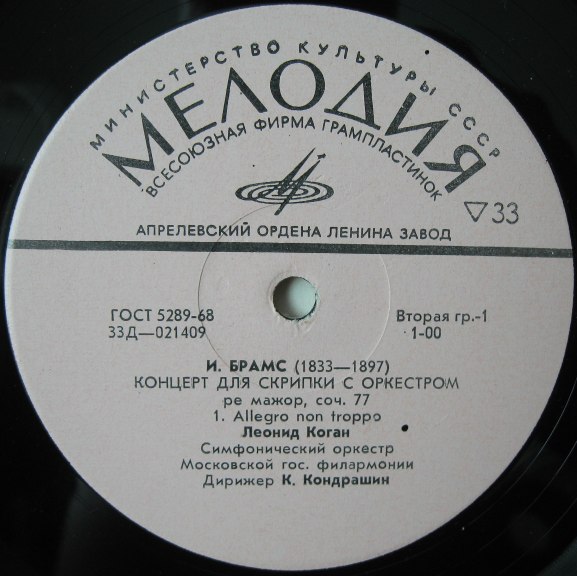 МИНИСТЕРСТВО КУЛЬТУРЫ СССР
МЕЛОДИЯ
ВСЕСОЮЗНАЯ ФИРМА ГРАМПЛАСТИНОК
▽33
АПРЕЛЕВСКИЙ ОРДЕНА ЛЕНИНА ЗАВОД
ГОСТ 5289-68 Вторая гр.-1
33Д—021409 1-00
И. БРАМС (1833—1897)
КОНЦЕРТ ДЛЯ СКРИПКИ С ОРКЕСТРОМ
ре мажор, соч. 77
1. Allegro non troppo
Леонид Коган
Симфонический оркестр
Московской гос. филармонии
Дирижер К. Кондрашин